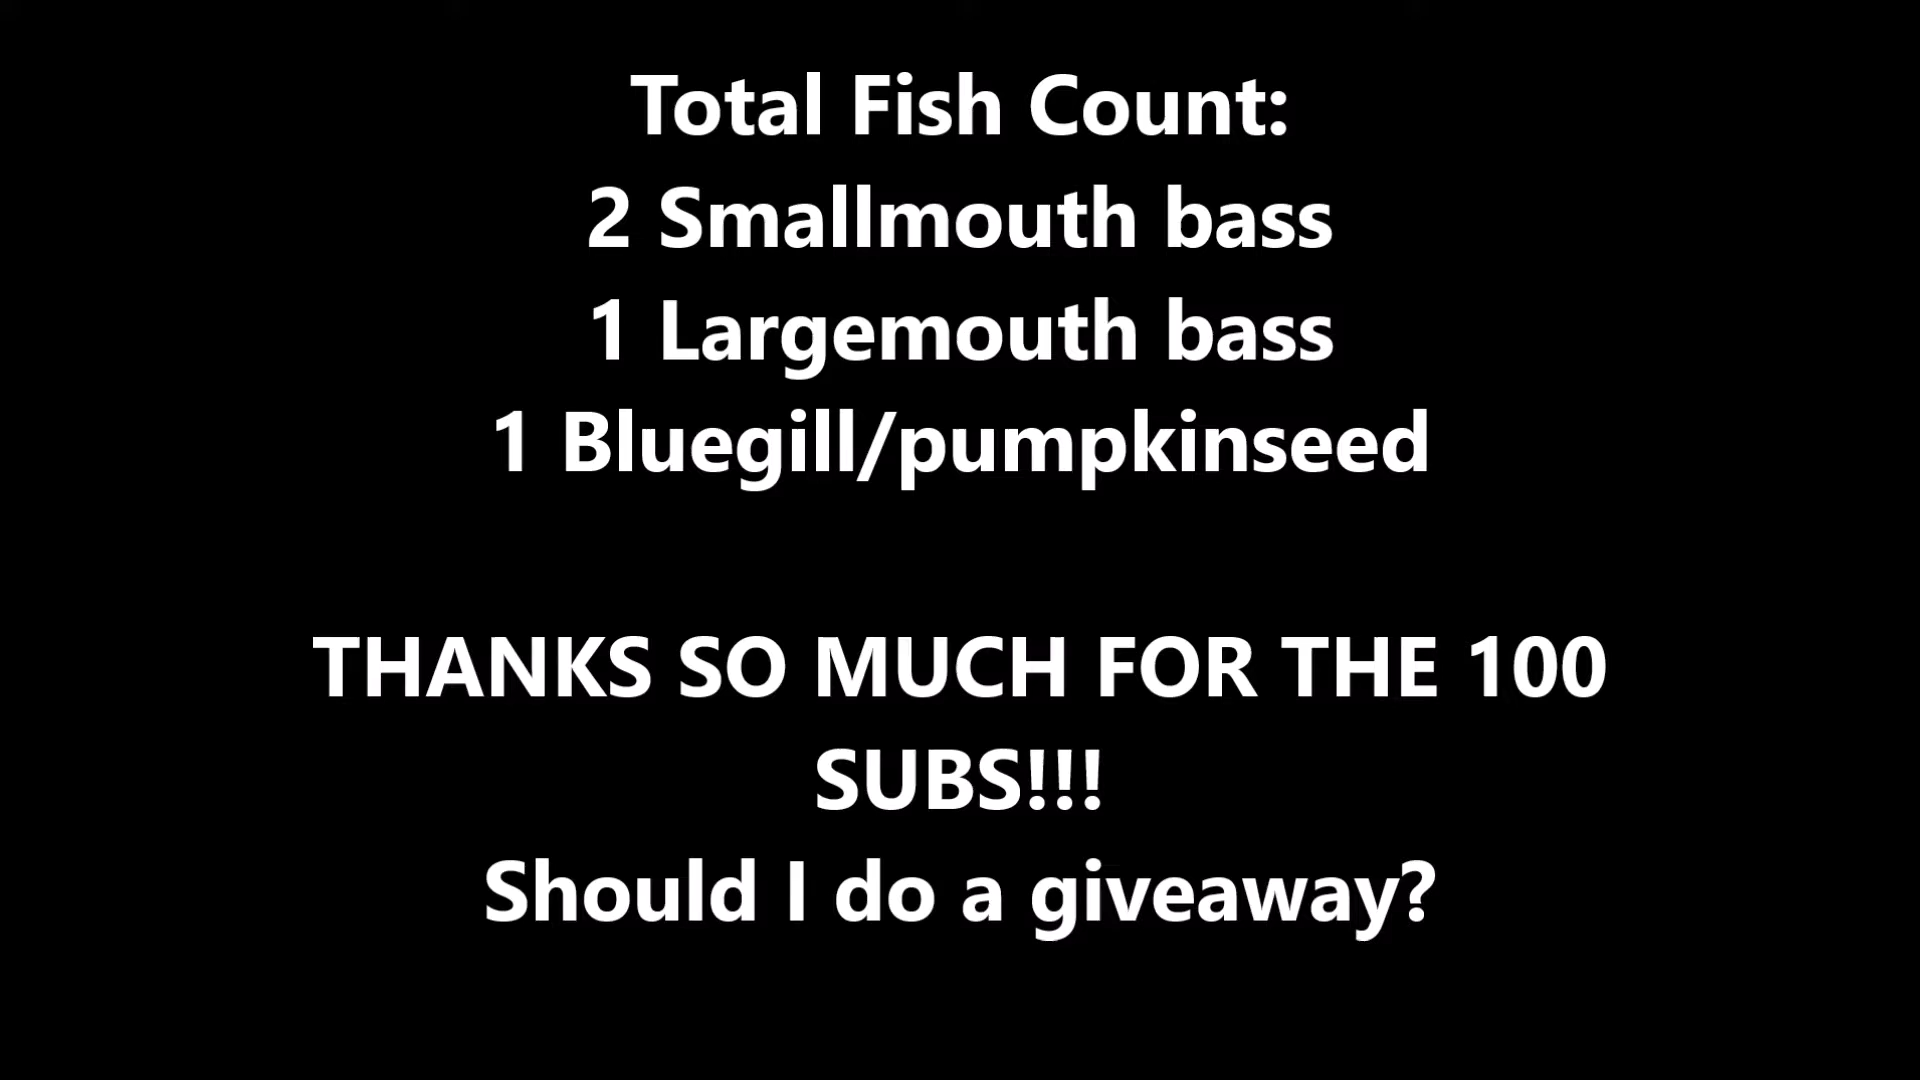 Total Fish Count:
2 Smallmouth bass
1 Largemouth bass
1 Bluegill/pumpkinseed
THANKS SO MUCH FOR THE 100
SUBS!!!
Should I do a giveaway?